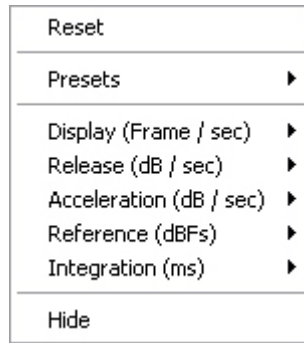 Reset
Presets
Display (Frame / sec)
Release (dB / sec)
Acceleration (dB / sec)
Reference (dBFs)
Integration (ms)
Hide